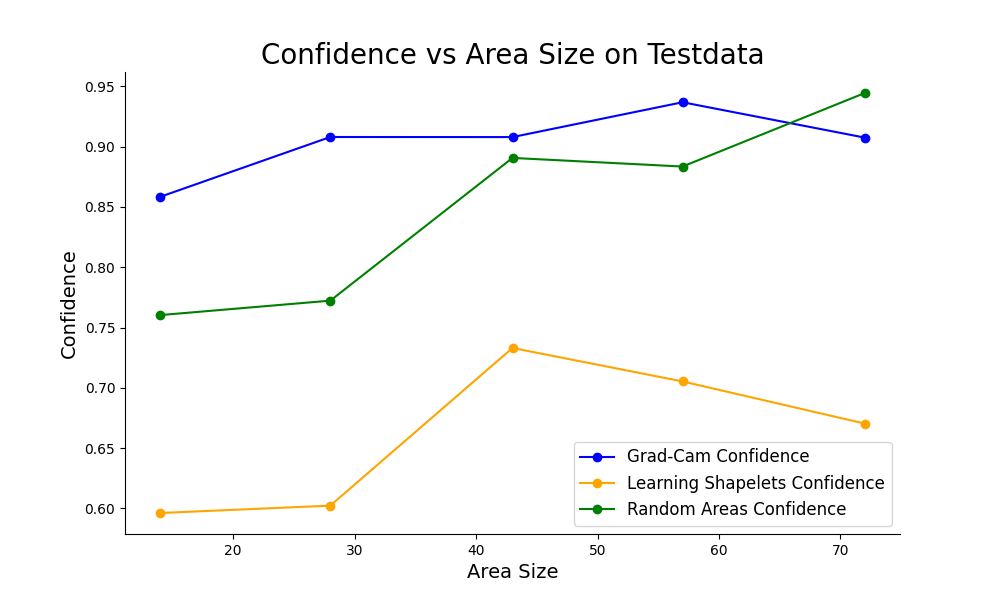 Confidence vs Area Size on Testdata
0.95
0.90
0.85
0.80
0.75
0.70
0.65
0.60
Confidence
20 30 40 50 60 70
Area Size
Grad-Cam Confidence
Learning Shapelets Confidence
Random Areas Confidence